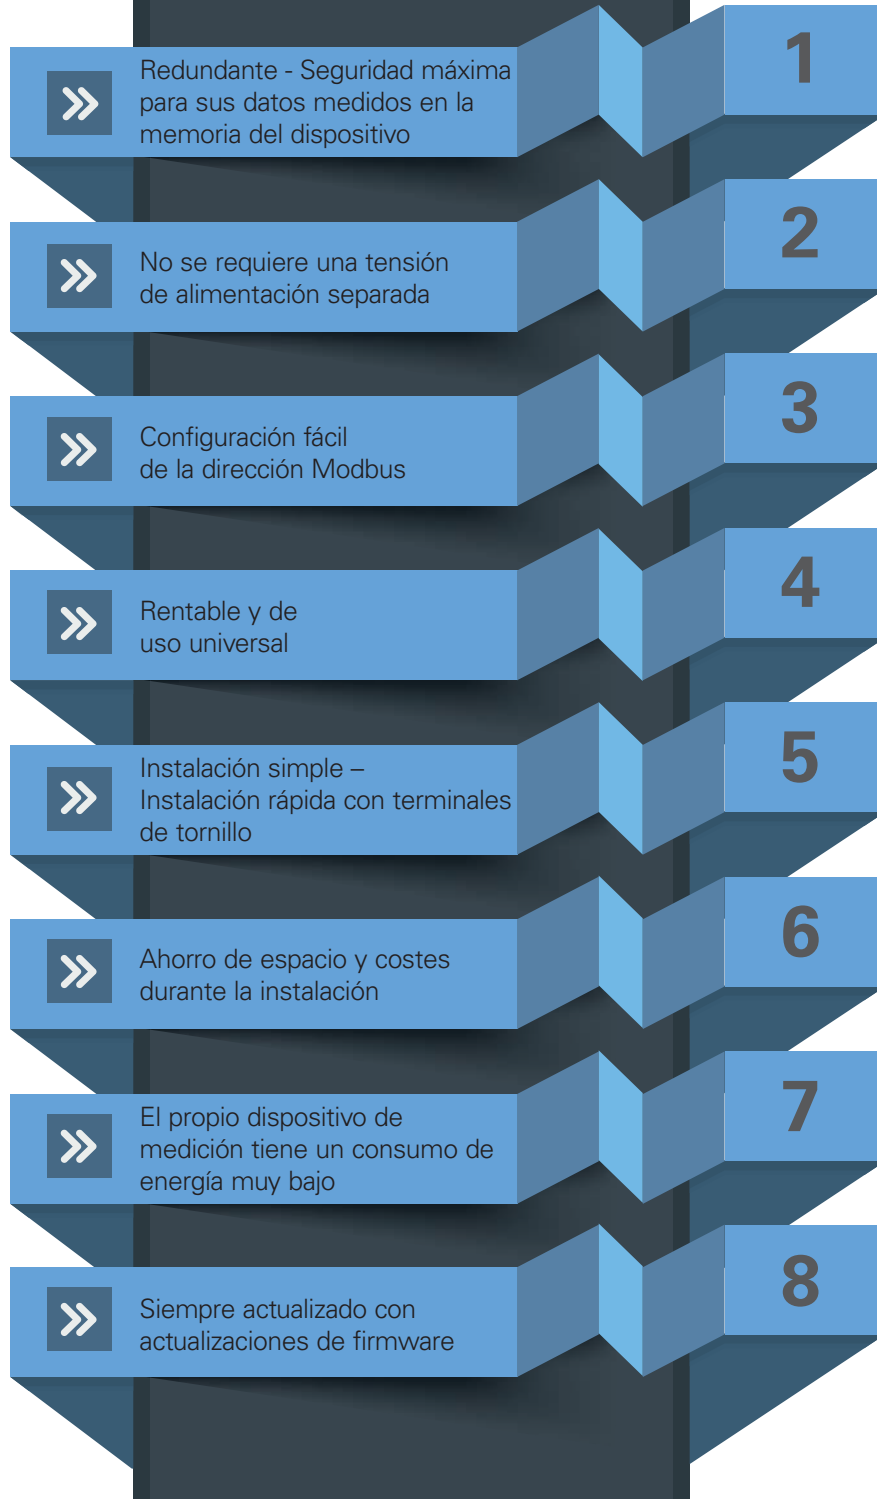 1
Redundante - Seguridad máxima
para sus datos medidos en la
memoria del dispositivo
2
No se requiere una tensión
de alimentación separada
3
Configuración fácil
de la dirección Modbus
4
Rentable y de
uso universal
5
Instalación simple –
Instalación rápida con terminales
de tornillo
6
Ahorro de espacio y costes
durante la instalación
7
El propio dispositivo de
medición tiene un consumo de
energía muy bajo
8
Siempre actualizado con
actualizaciones de firmware